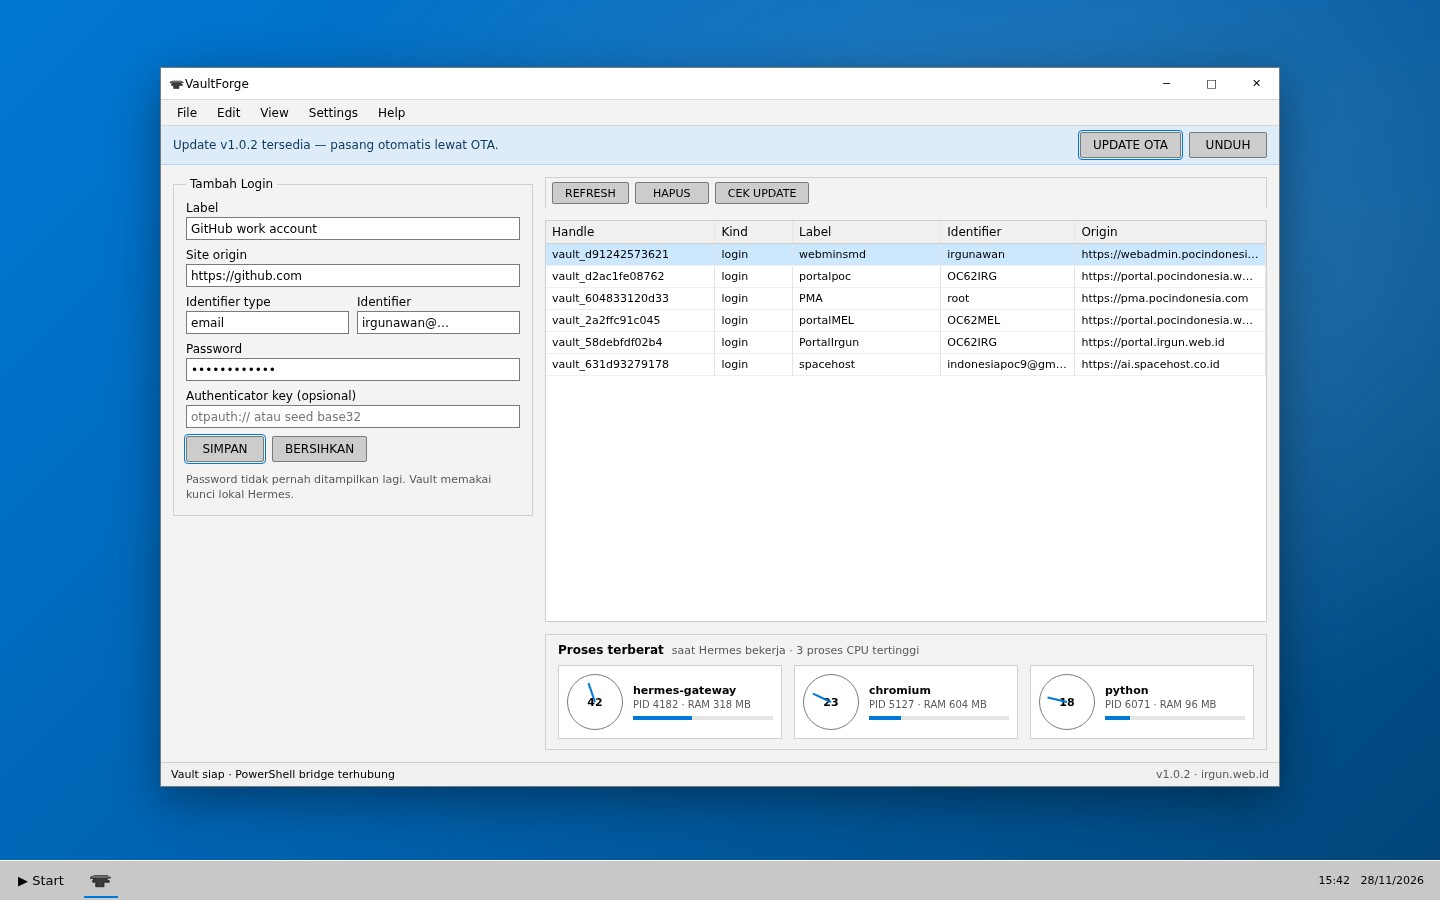 VaultForge
File Edit View Settings Help
Update v1.0.2 tersedia — pasang otomatis lewat OTA.
UPDATE OTA UNDUH
Tambah Login
Label
GitHub work account
Site origin
https://github.com
Identifier type Identifier
email irgunawan@...
Password
••••••••••••
Authenticator key (opsional)
otpauth:// atau seed base32
SIMPAN BERSIHKAN
Password tidak pernah ditampilkan lagi. Vault memakai
kunci lokal Hermes.
REFRESH HAPUS CEK UPDATE
Handle Kind Label Identifier Origin
vault_d91242573621 login webminsmd irgunawan https://webadmin.pocindonesi...
vault_d2ac1fe08762 login portalpoc OC62IRG https://portal.pocindonesia.w...
vault_604833120d33 login PMA root https://pma.pocindonesia.com
vault_2a2ffc91c045 login portalMEL OC62MEL https://portal.pocindonesia.w...
vault_58debfdf02b4 login PortalIrgun OC62IRG https://portal.irgun.web.id
vault_631d93279178 login spacehost indonesiapoc9@gm... https://ai.spacehost.co.id
Proses terberat saat Hermes bekerja · 3 proses CPU tertinggi
42
hermes-gateway
PID 4182 · RAM 318 MB
23
chromium
PID 5127 · RAM 604 MB
18
python
PID 6071 · RAM 96 MB
Vault siap · PowerShell bridge terhubung
v1.0.2 · irgun.web.id
Start
15:42 28/11/2026